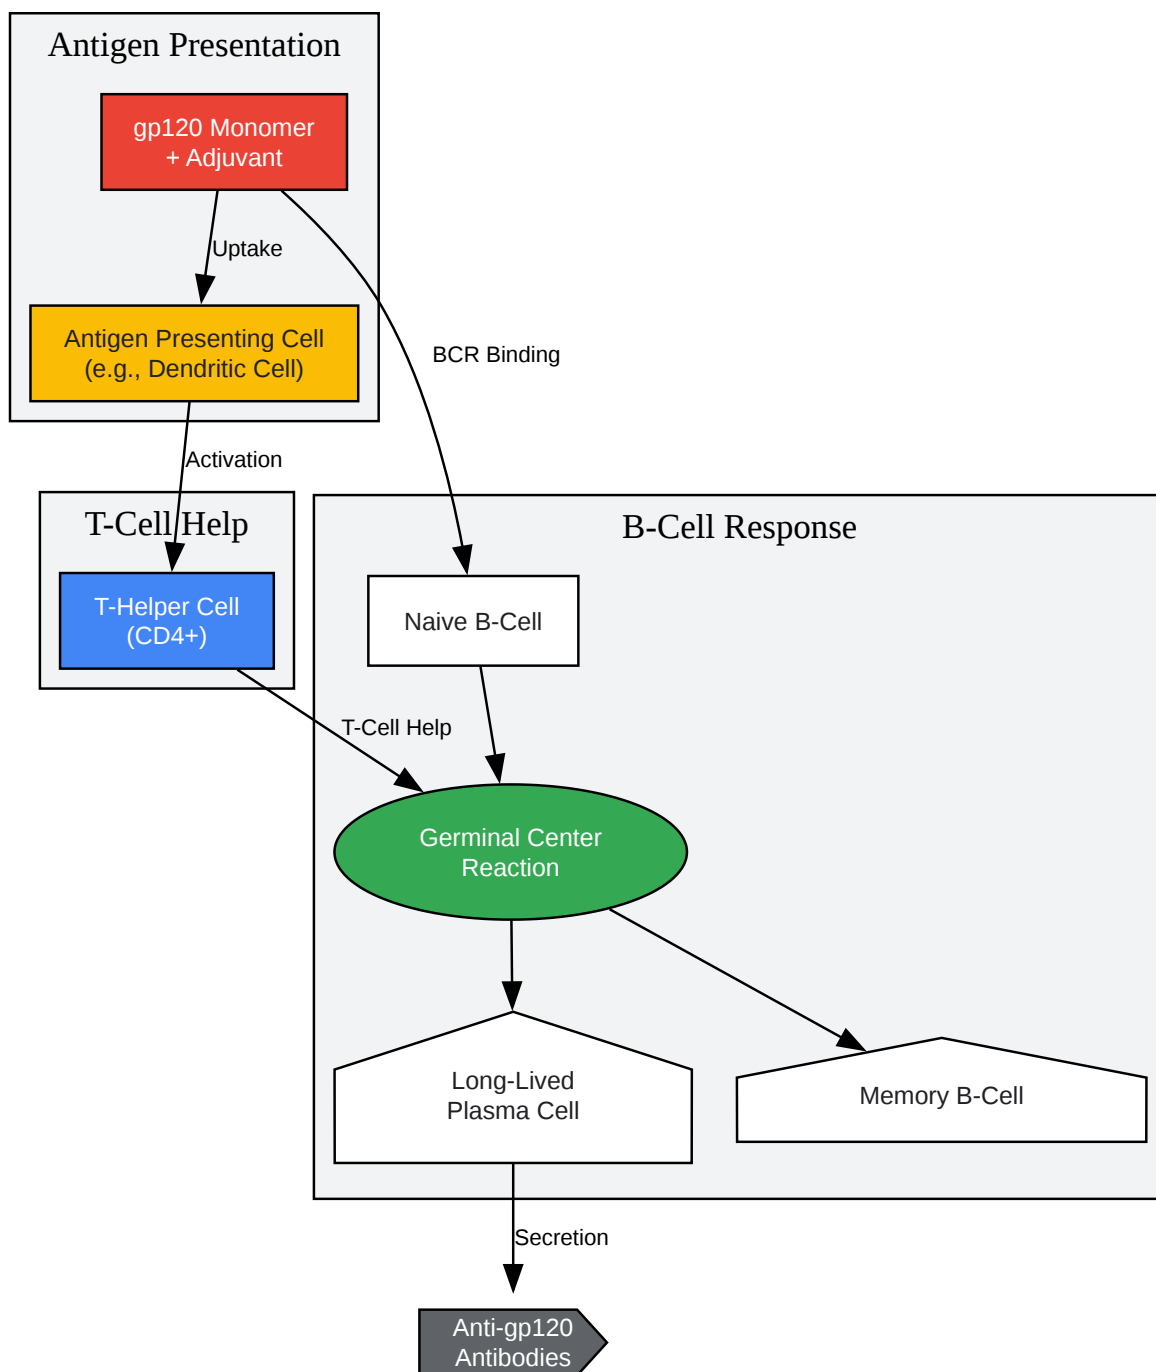 Antigen Presentation
gp120 Monomer
+ Adjuvant
Uptake
Antigen Presenting Cell
(e.g., Dendritic Cell)
BCR Binding
Activation
T-Cell Help
B-Cell Response
T-Helper Cell
(CD4+)
Naive B-Cell
T-Cell Help
Germinal Center
Reaction
Long-Lived
Plasma Cell
Memory B-Cell
Secretion
Anti-gp120
Antibodies